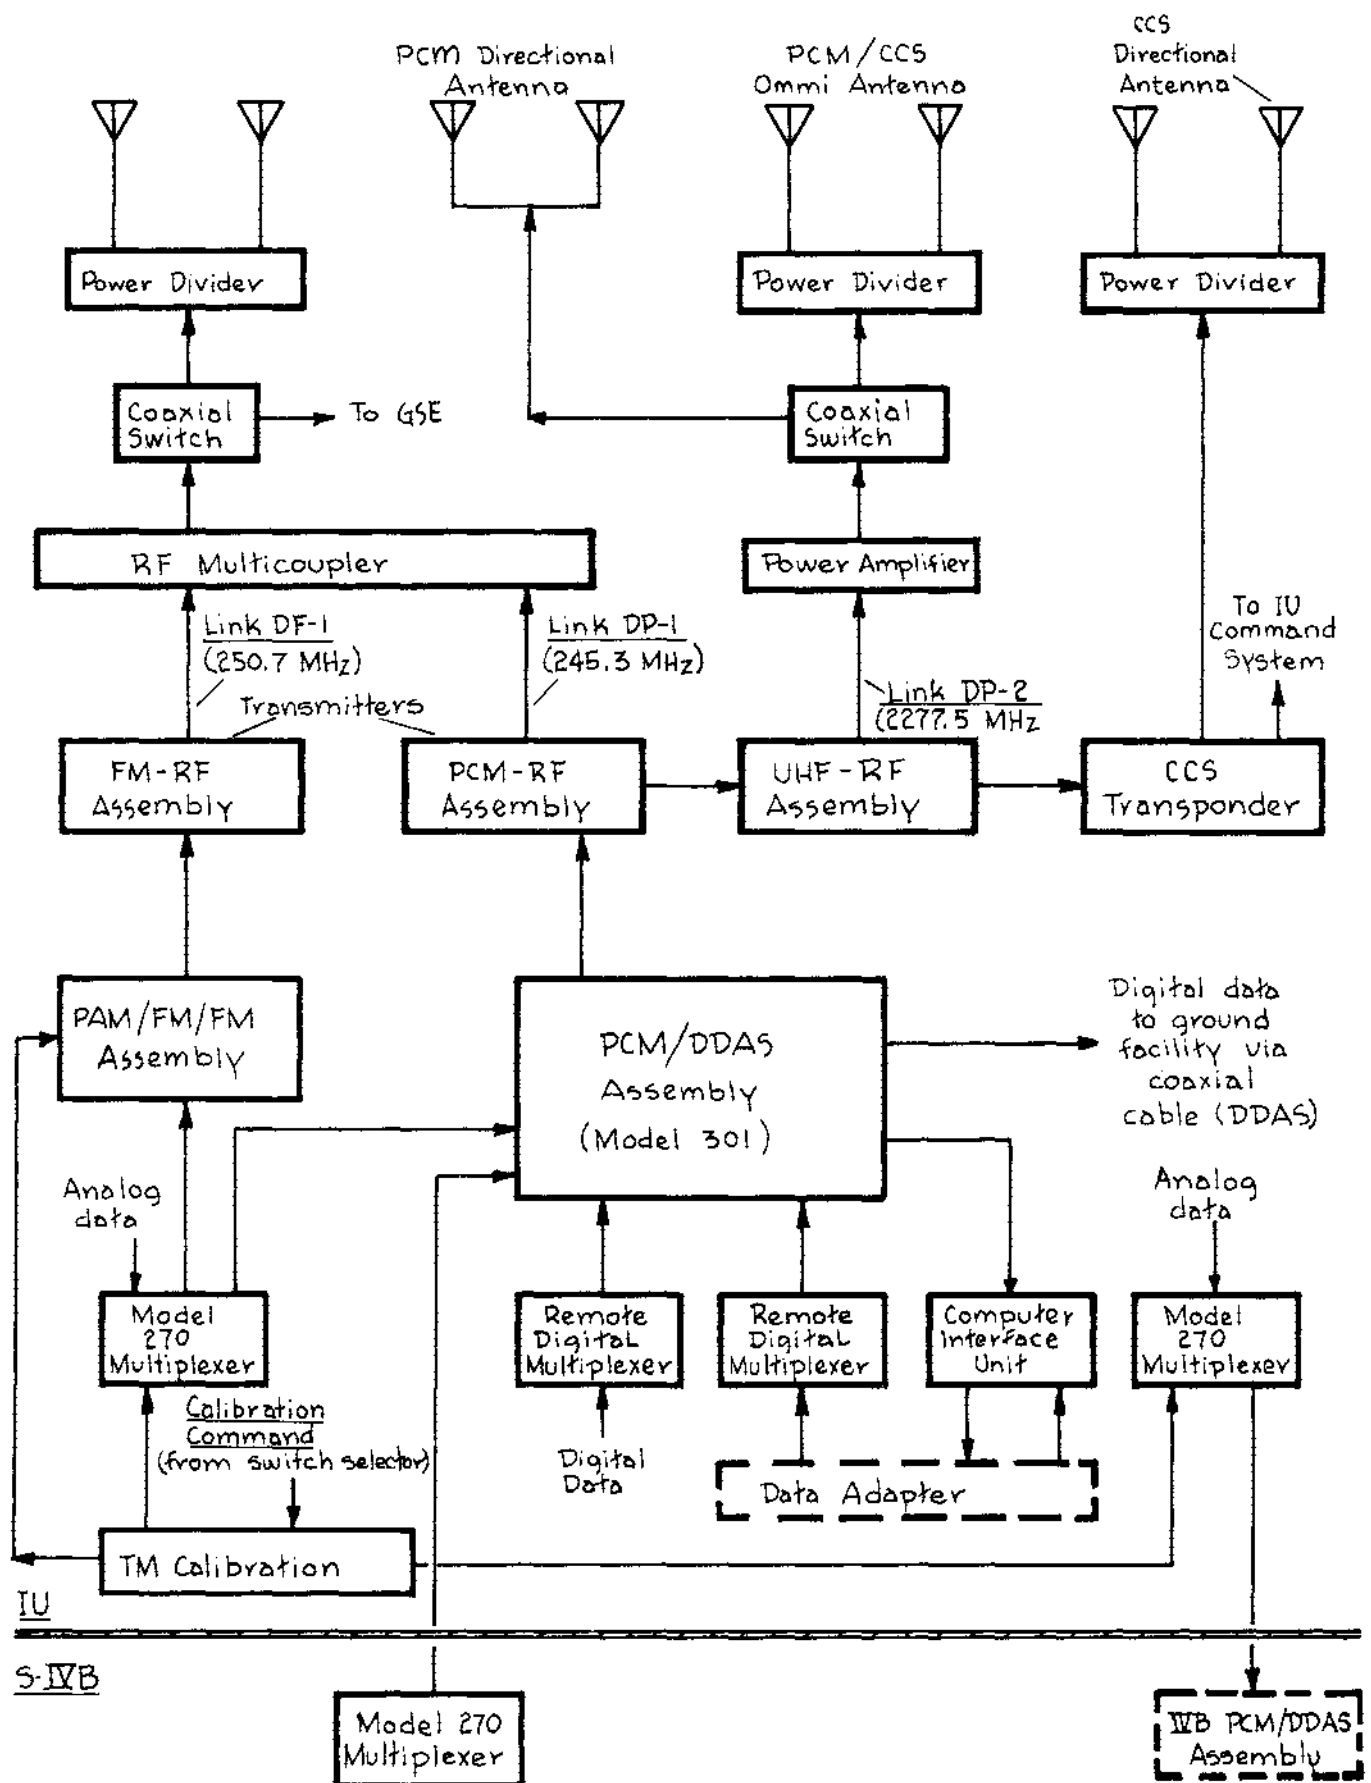 PCM Directional
Antenna
PCM/CCS
Ommi Antenna
CCS
Directional
Antenna
Power Divider
Power Divider
Power Divider
Coaxial
Switch
To GSE
Coaxial
Switch
RF Multicoupler
Power Amplifier
Link DF-1
(250.7 MHz)
Link DP-1
(245.3 MHz)
Link DP-2
(2277.5 MHz
To IU
Command
System
Transmitters
FM-RF
Assembly
PCM-RF
Assembly
UHF-RF
Assembly
CCS
Transponder
PAM/FM/FM
Assembly
PCM/DDAS
Assembly
(Model 301)
Digital data
to ground
facility via
coaxial
cable (DDAS)
Analog
data
Analog
data
Model
270
Multiplexer
Remote
Digital
Multiplexer
Remote
Digital
Multiplexer
Computer
Interface
Unit
Model
270
Multiplexer
Calibration
Command
(from switch selector)
Digital
Data
Data Adapter
TM Calibration
IU
S-IVB
Model 270
Multiplexer
IVB PCM/DDAS
Assembly